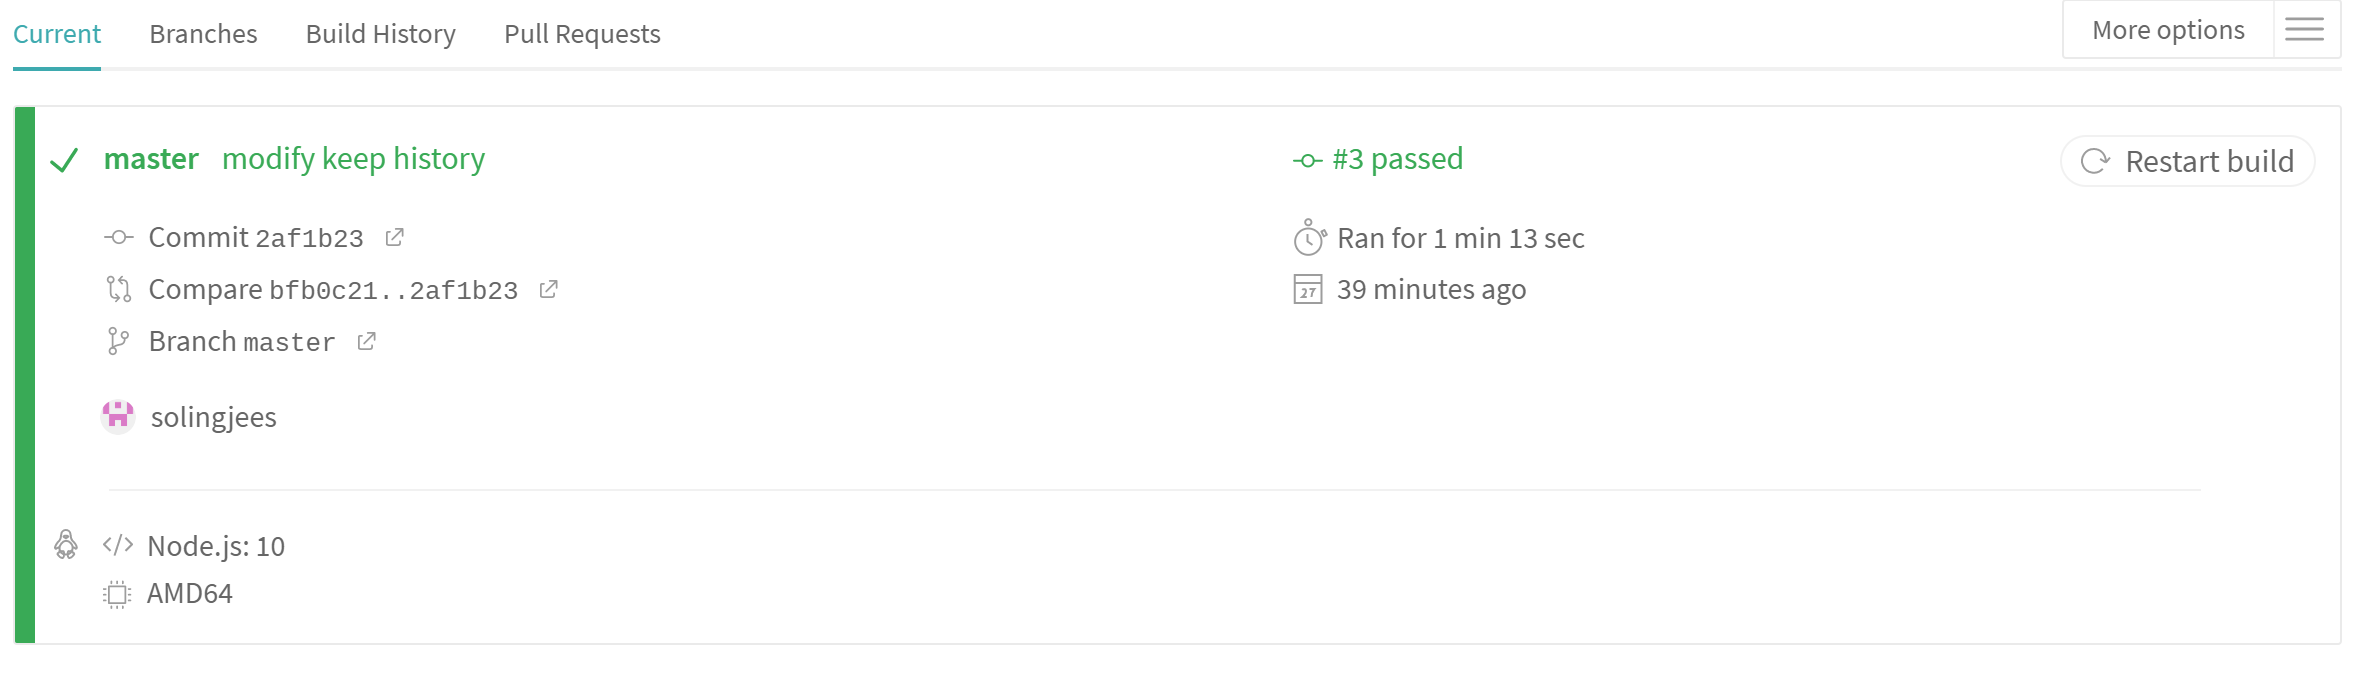 Current Branches Build History Pull Requests More options
master modify keep history
#3 passed
Restart build
Commit 2af1b23
Compare bfb0c21..2af1b23
Branch master
Ran for 1 min 13 sec
27 39 minutes ago
solingjees
</> Node.js: 10
AMD64